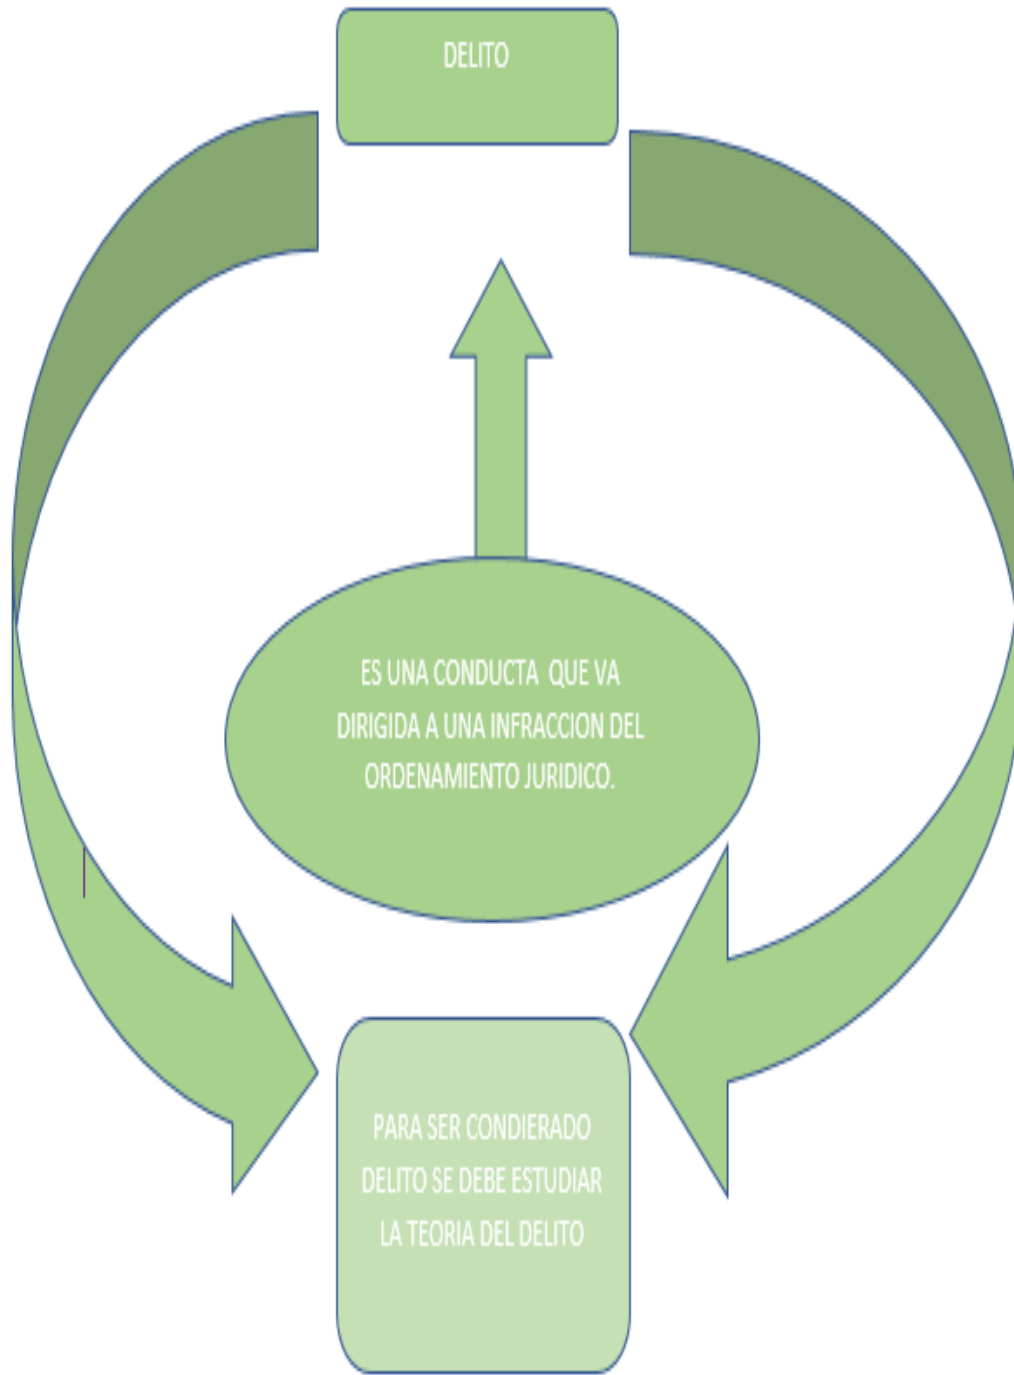 DELITO
ES UNA CONDUCTA QUE VA
DIRIGIDA A UNA INFRACCION DEL
ORDENAMIENTO JURIDICO.
PARA SER CONDIERADO
DELITO SE DEBE ESTUDIAR
LA TEORIA DEL DELITO